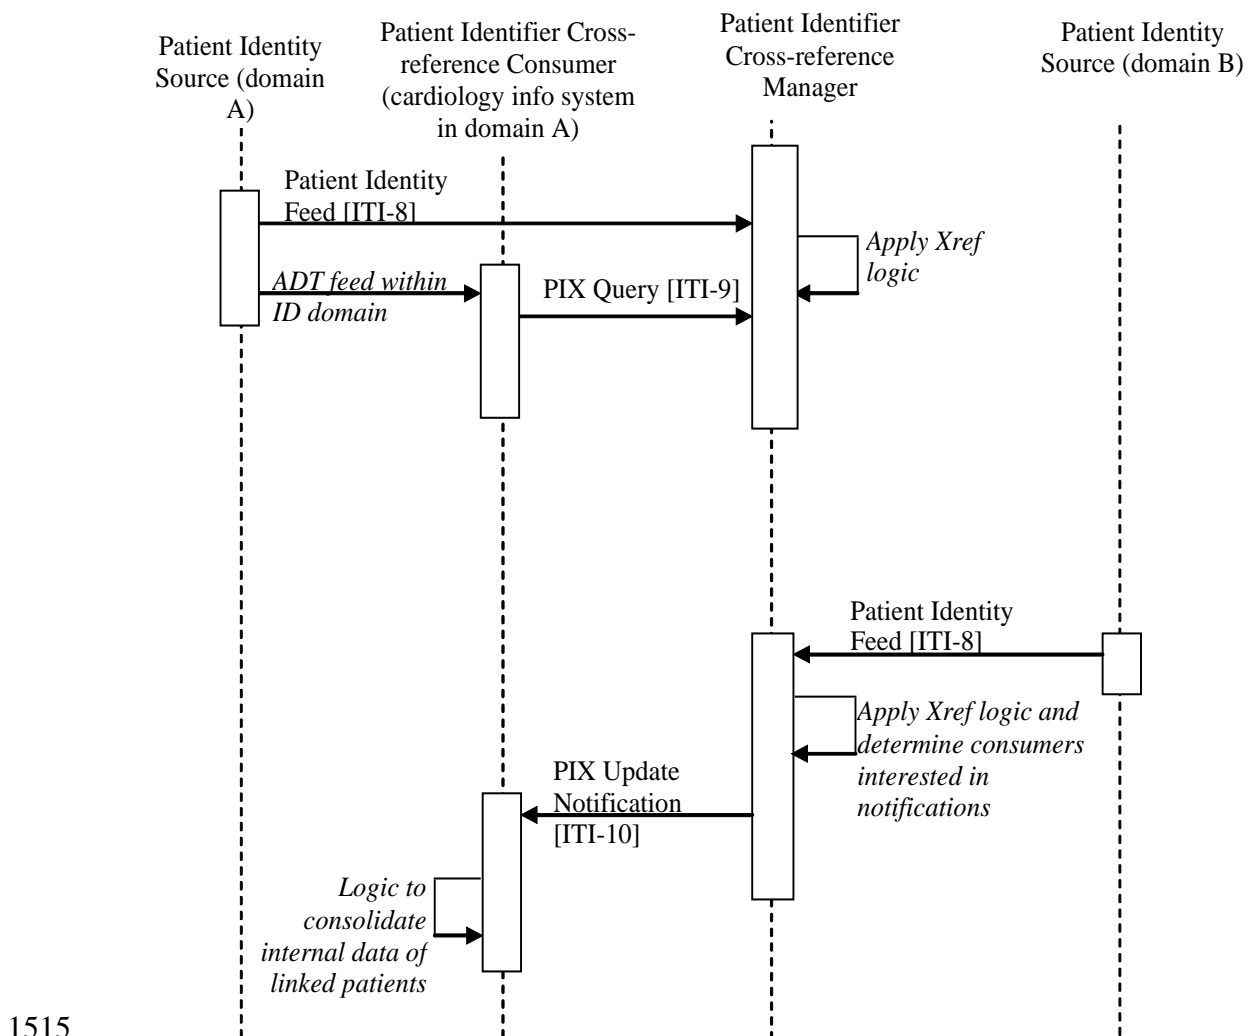 Patient Identity
Source (domain
A)
Patient Identifier Cross-
reference Consumer
(cardiology info system
in domain A)
Patient Identifier
Cross-reference
Manager
Patient Identity
Source (domain B)
Patient Identity
Feed [ITI-8]
Apply Xref
logic
ADT feed within
ID domain
PIX Query [ITI-9]
Patient Identity
Feed [ITI-8]
Apply Xref logic and
determine consumers
interested in
notifications
PIX Update
Notification
[ITI-10]
Logic to
consolidate
internal data of
linked patients
1515